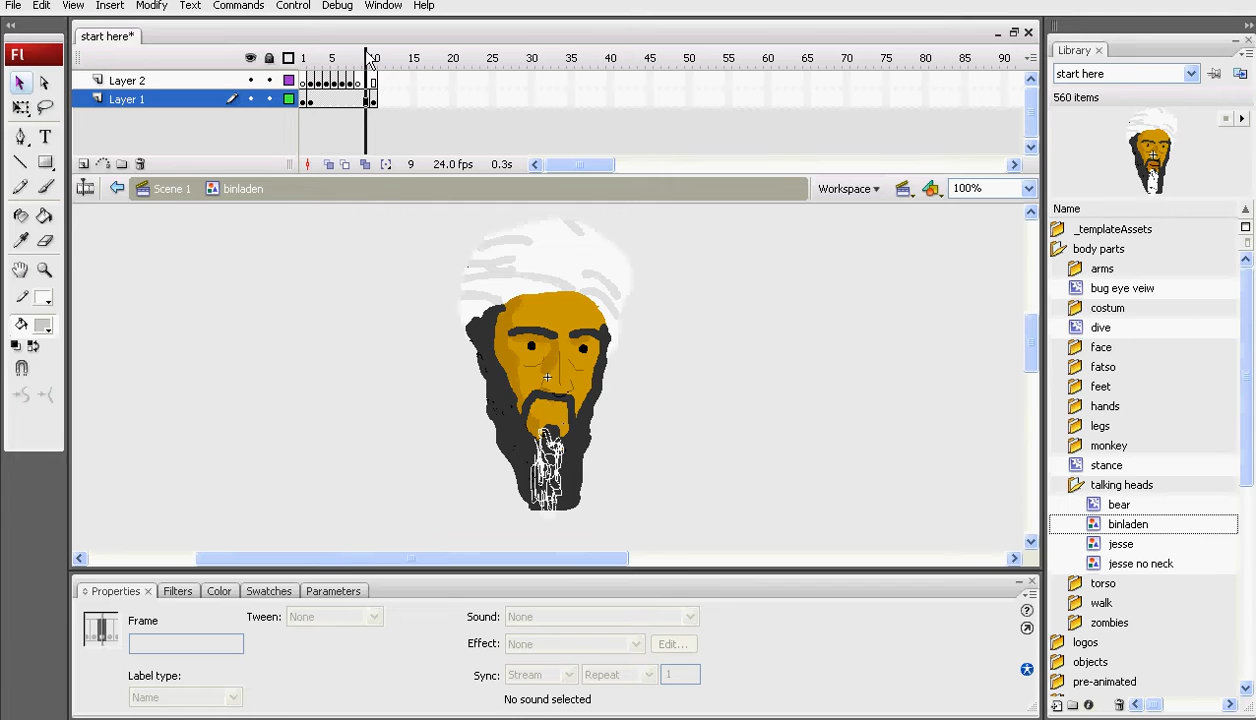 File Edit View Insert Modify Text Commands Control Debug Window Help
start here*
Fl
1 5 10 15 20 25 30 35 40 45 50 55 60 65 70 75 80 85 90
Layer 2
Layer 1
9 24.0 fps 0.3s
Scene 1 binladen Workspace 100%
Library
start here
560 items
Name
_templateAssets
body parts
arms
bug eye veiw
costum
dive
face
fatso
feet
hands
legs
monkey
stance
talking heads
bear
binladen
jesse
jesse no neck
torso
walk
zombies
logos
objects
pre-animated
Properties Filters Color Swatches Parameters
Frame Tween: None Sound: None
Effect: None Edit...
Label type: Sync: Stream Repeat 1
Name No sound selected